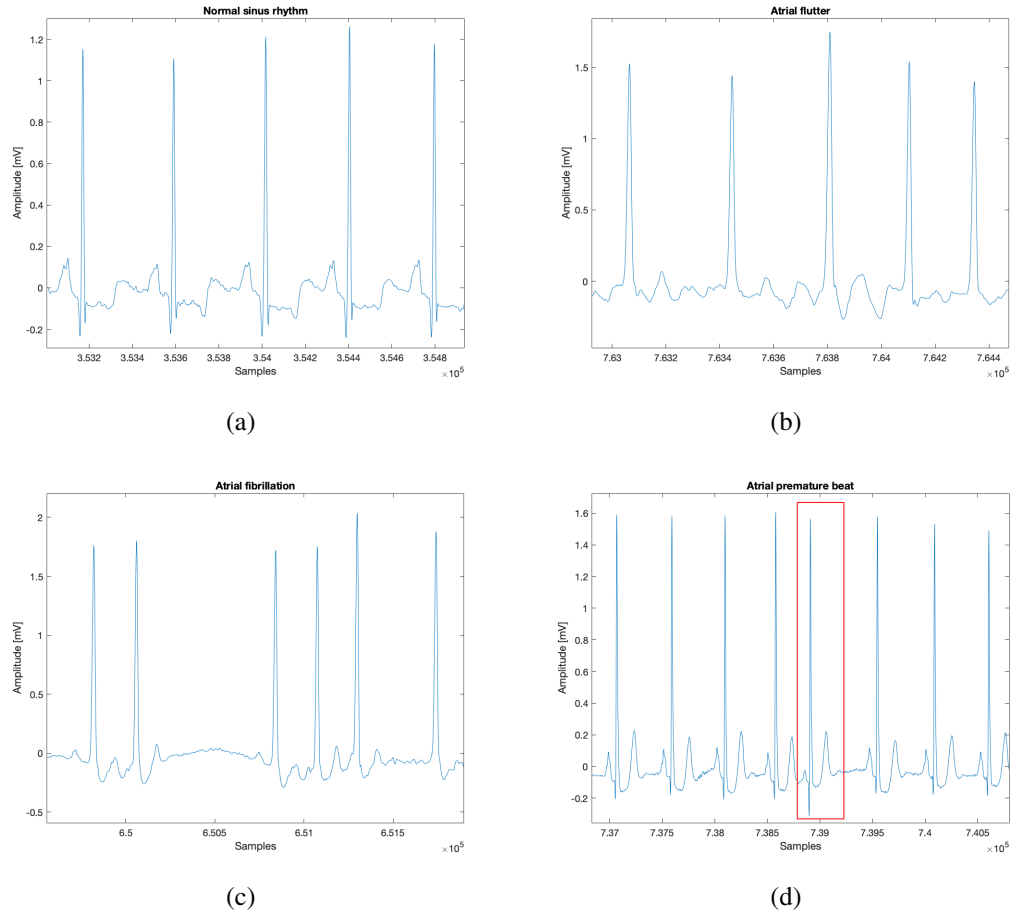 Normal sinus rhythm
1.2
1
0.8
0.6
0.4
0.2
0
-0.2
Amplitude [mV]
3.532 3.534 3.536 3.538 3.54 3.542 3.544 3.546 3.548
Samples
×10^5
(a)
Atrial flutter
1.5
1
0.5
0
Amplitude [mV]
7.63 7.632 7.634 7.636 7.638 7.64 7.642 7.644
Samples
×10^5
(b)
Atrial fibrillation
2
1.5
1
0.5
0
-0.5
Amplitude [mV]
6.5 6.505 6.51 6.515
Samples
×10^5
(c)
Atrial premature beat
1.6
1.4
1.2
1
0.8
0.6
0.4
0.2
0
-0.2
Amplitude [mV]
7.37 7.375 7.38 7.385 7.39 7.395 7.4 7.405
Samples
×10^5
(d)